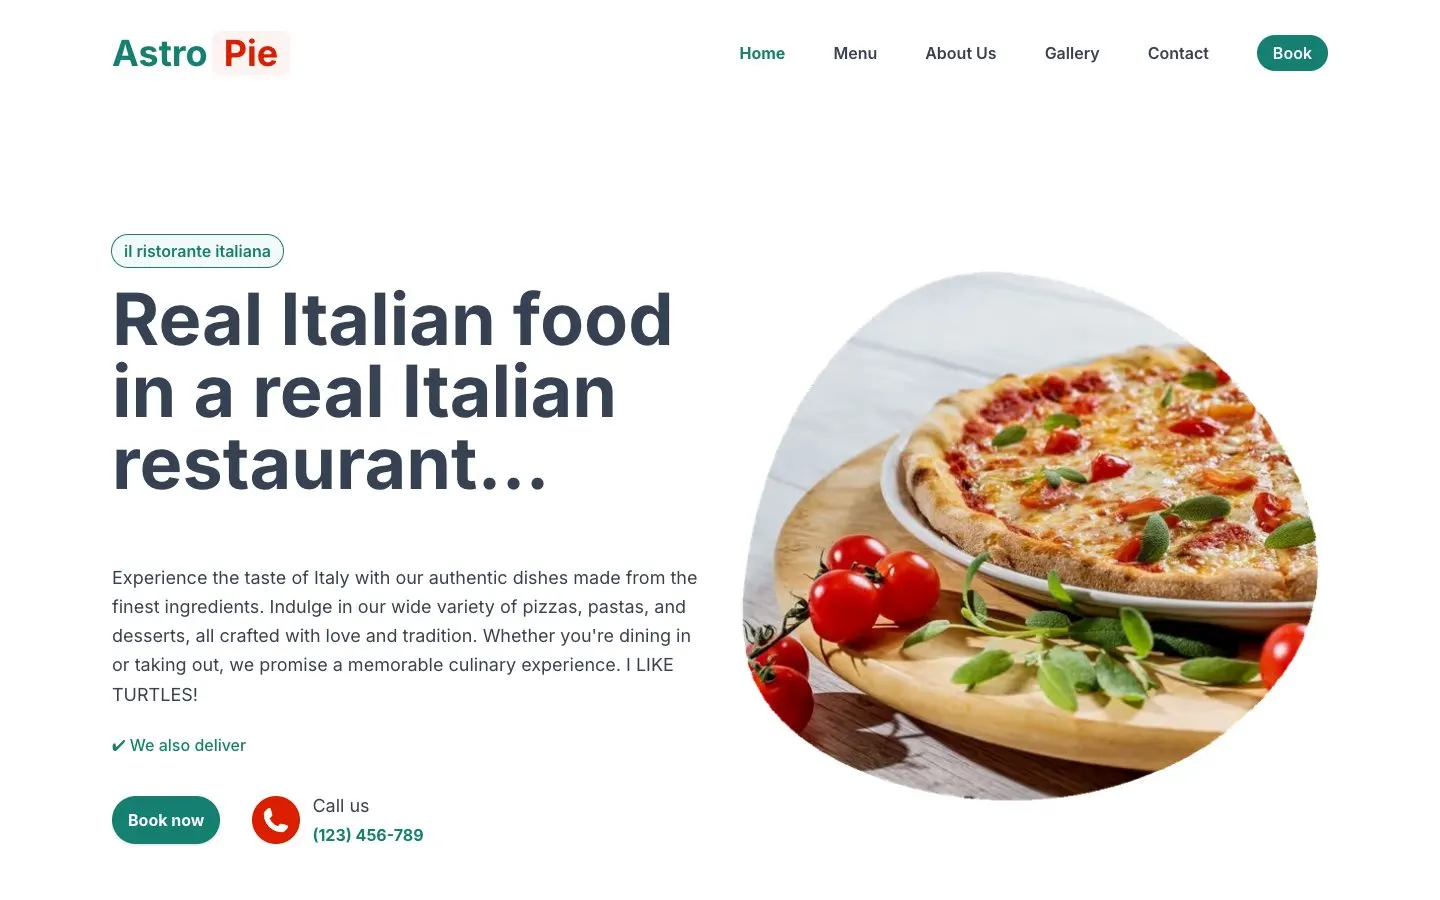 Astro Pie
Home Menu About Us Gallery Contact Book
il ristorante italiana
Real Italian food
in a real Italian
restaurant...
Experience the taste of Italy with our authentic dishes made from the
finest ingredients. Indulge in our wide variety of pizzas, pastas, and
desserts, all crafted with love and tradition. Whether you're dining in
or taking out, we promise a memorable culinary experience. I LIKE
TURTLES!
✔ We also deliver
Book now
Call us
(123) 456-789